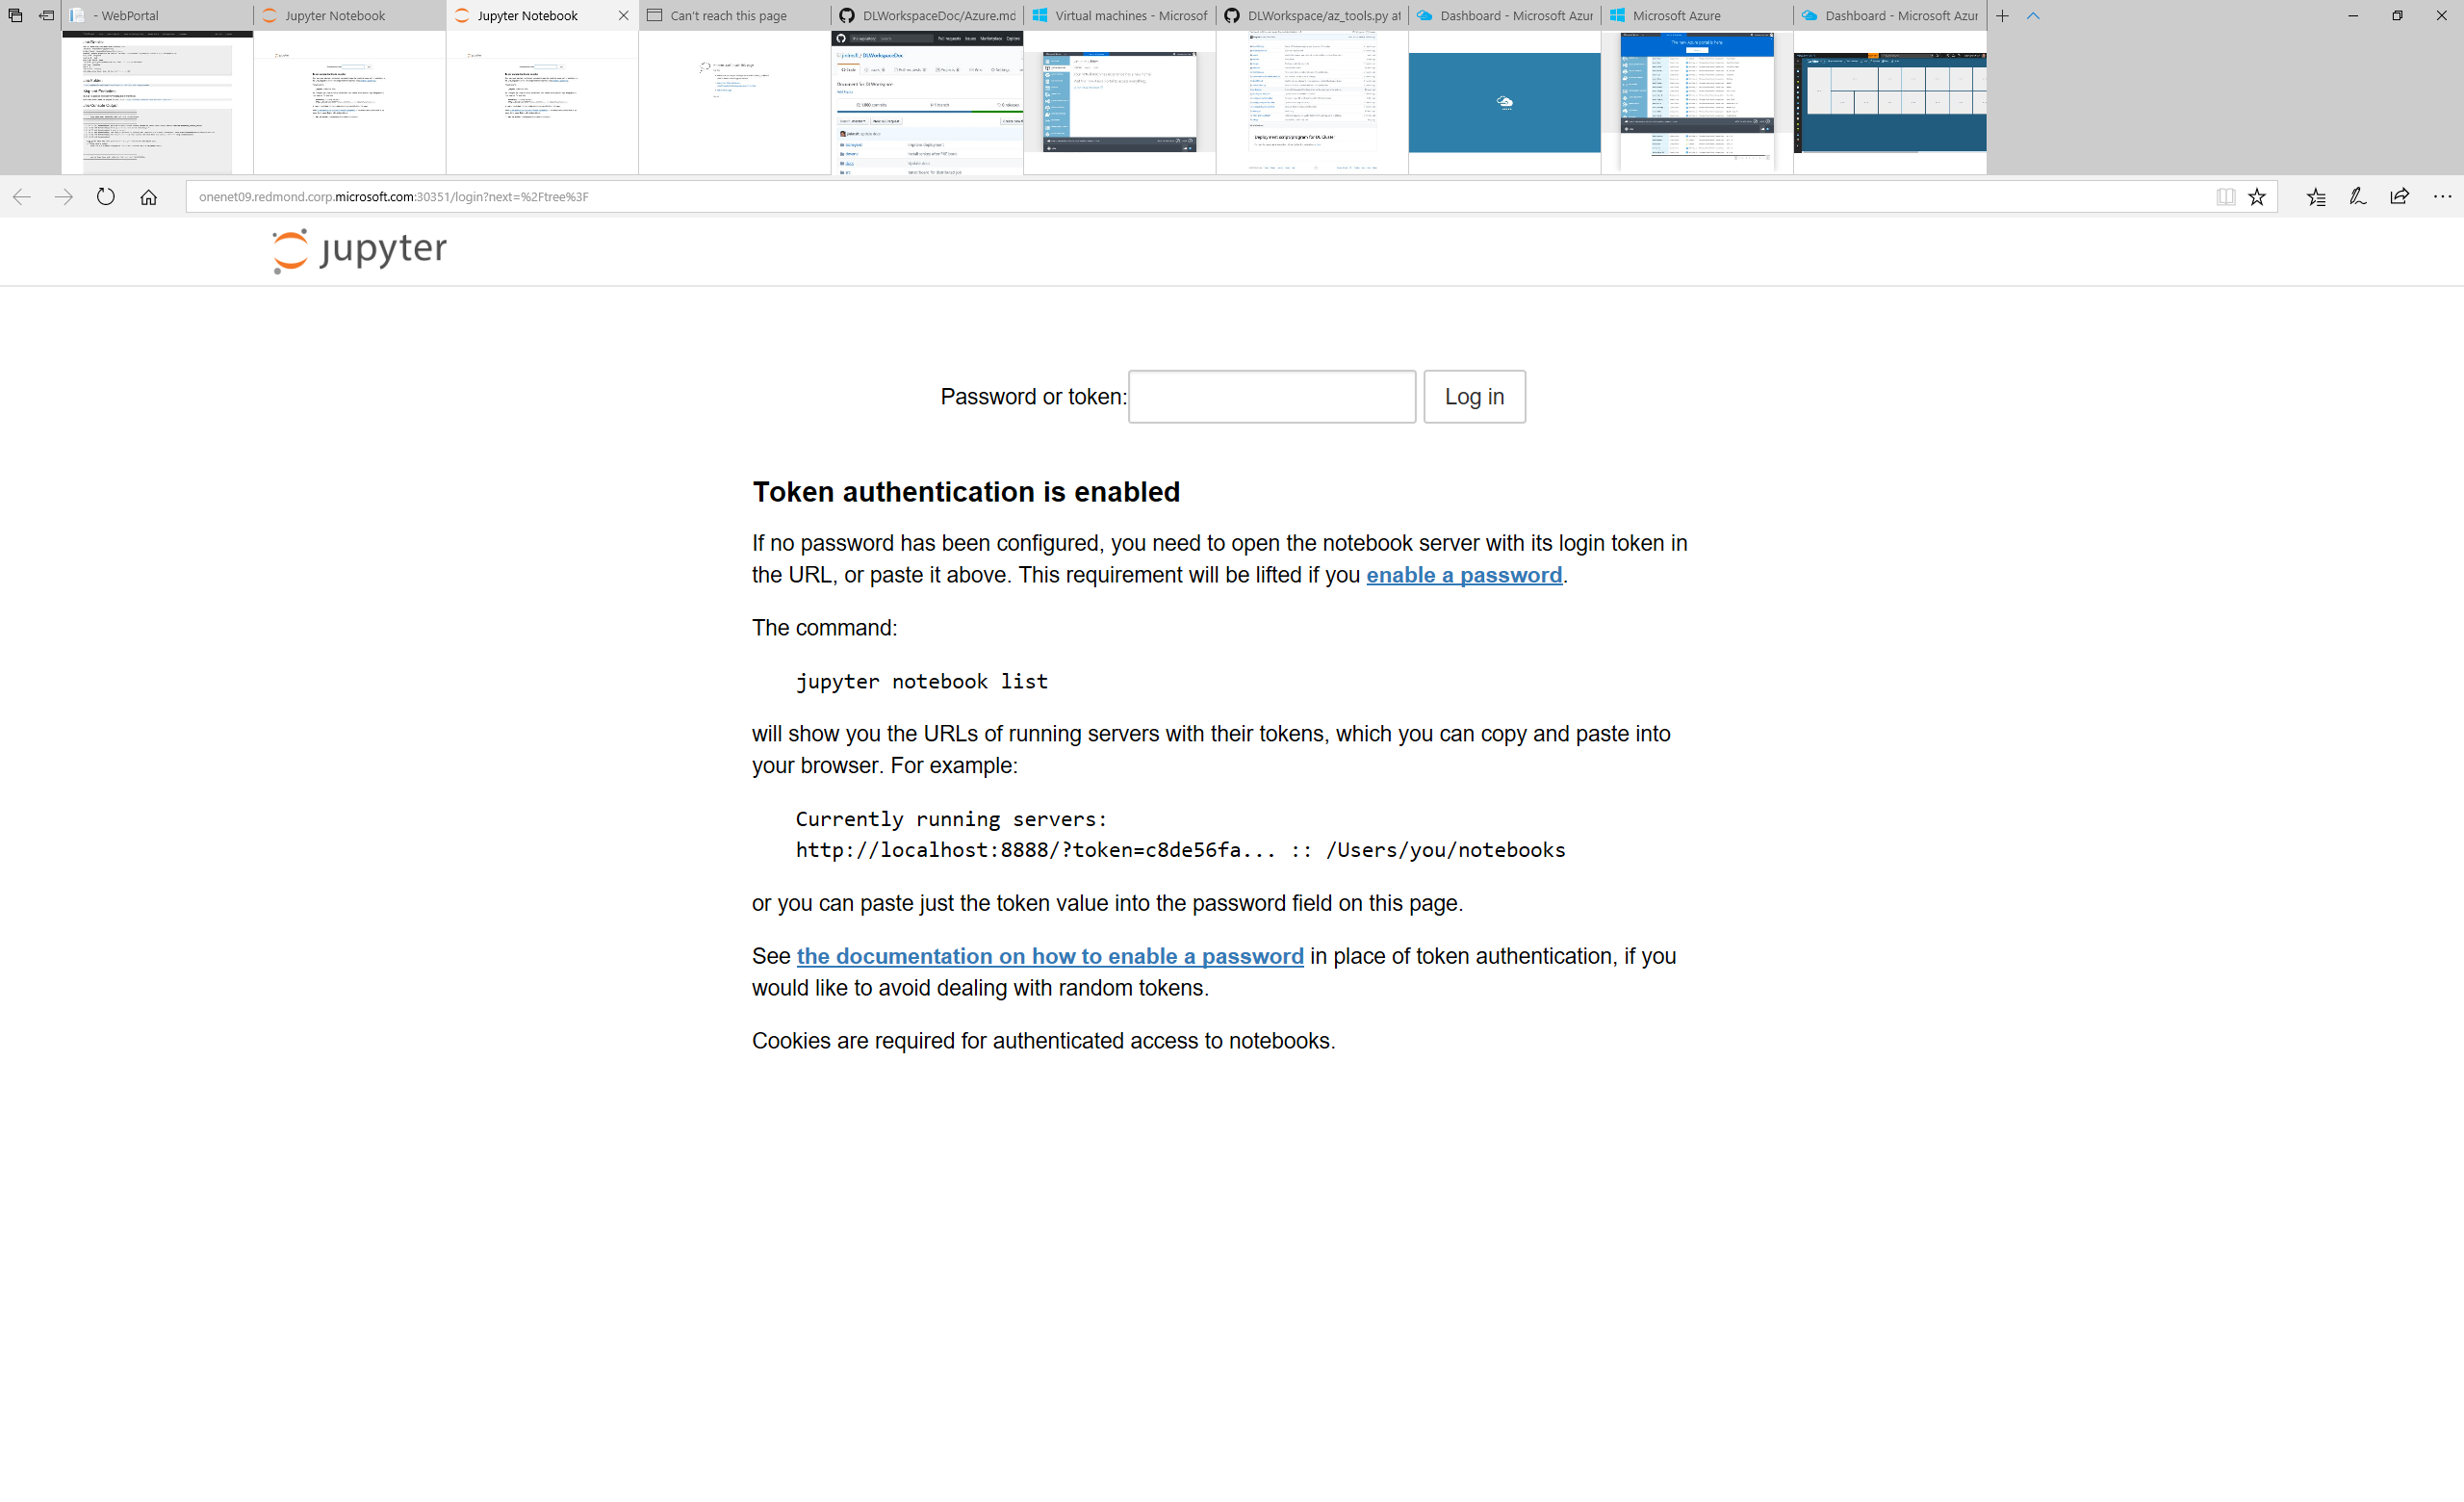 - WebPortal
Jupyter Notebook
Jupyter Notebook
Can't reach this page
DLWorkspaceDoc/Azure.md
Virtual machines - Microsof
DLWorkspace/az_tools.py at
Dashboard - Microsoft Azur
Microsoft Azure
Dashboard - Microsoft Azur
onenet09.redmond.corp.microsoft.com:30351/login?next=%2Ftree%3F
jupyter
Password or token:
Log in
Token authentication is enabled
If no password has been configured, you need to open the notebook server with its login token in
the URL, or paste it above. This requirement will be lifted if you enable a password.
The command:
jupyter notebook list
will show you the URLs of running servers with their tokens, which you can copy and paste into
your browser. For example:
Currently running servers:
http://localhost:8888/?token=c8de56fa... :: /Users/you/notebooks
or you can paste just the token value into the password field on this page.
See the documentation on how to enable a password in place of token authentication, if you
would like to avoid dealing with random tokens.
Cookies are required for authenticated access to notebooks.